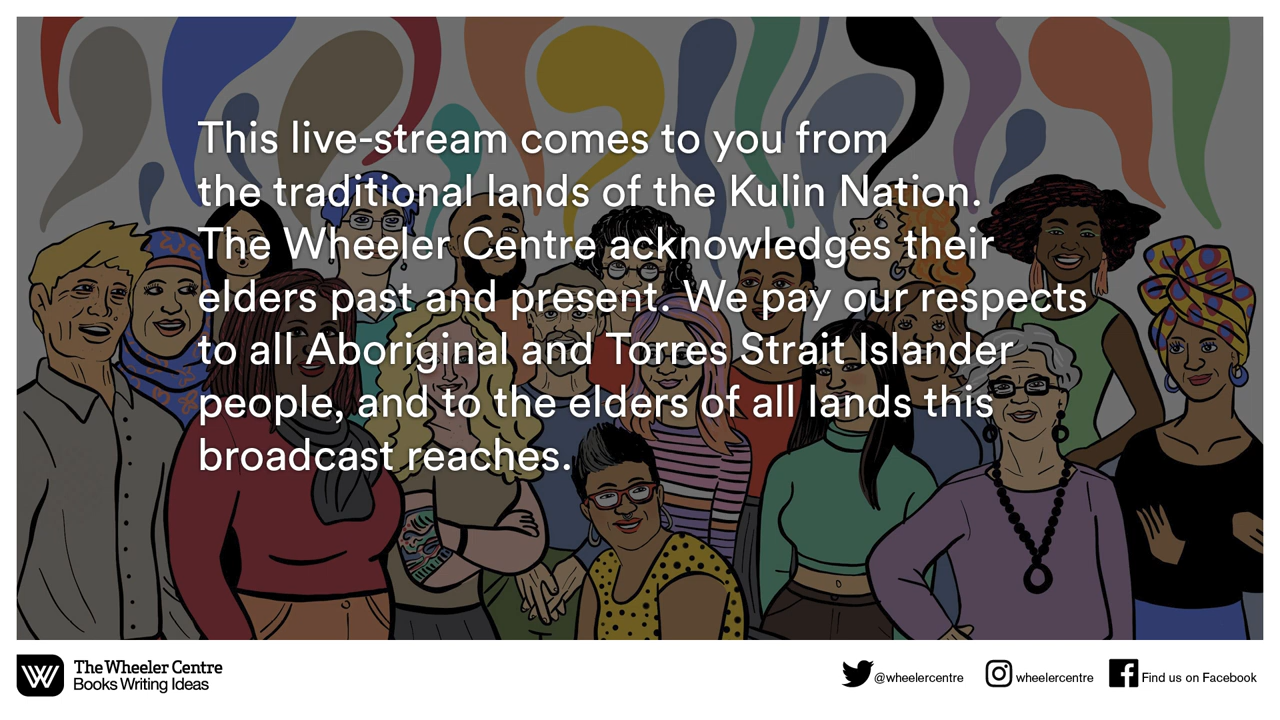 This live-stream comes to you from
the traditional lands of the Kulin Nation.
The Wheeler Centre acknowledges their
elders past and present. We pay our respects
to all Aboriginal and Torres Strait Islander
people, and to the elders of all lands this
broadcast reaches.
W
The Wheeler Centre
Books Writing Ideas
@wheelercentre
wheelercentre
Find us on Facebook